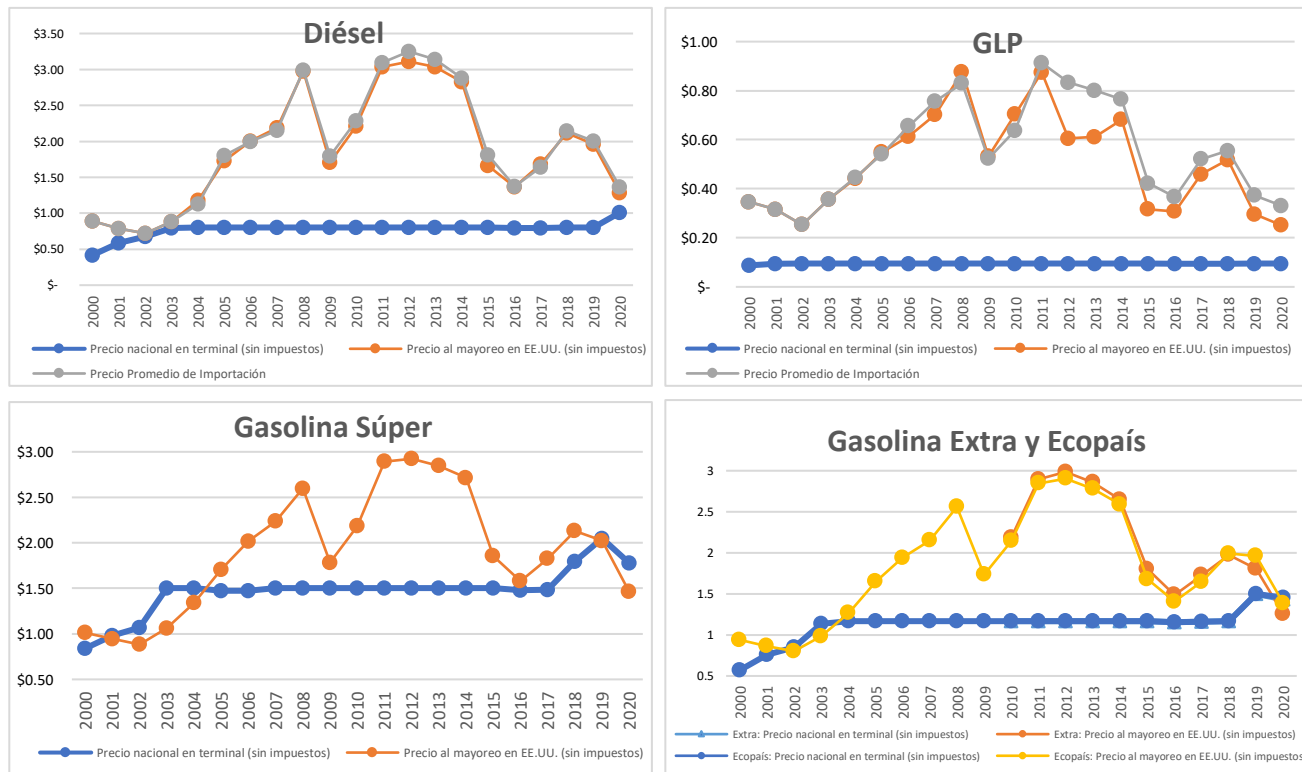 Diésel
$3.50
$3.00
$2.50
$2.00
$1.50
$1.00
$0.50
$-
2000 2001 2002 2003 2004 2005 2006 2007 2008 2009 2010 2011 2012 2013 2014 2015 2016 2017 2018 2019 2020
Precio nacional en terminal (sin impuestos) Precio al mayoreo en EE.UU. (sin impuestos)
Precio Promedio de Importación
GLP
$1.00
$0.80
$0.60
$0.40
$0.20
$-
2000 2001 2002 2003 2004 2005 2006 2007 2008 2009 2010 2011 2012 2013 2014 2015 2016 2017 2018 2019 2020
Precio nacional en terminal (sin impuestos) Precio al mayoreo en EE.UU. (sin impuestos)
Precio Promedio de Importación
Gasolina Súper
$3.00
$2.50
$2.00
$1.50
$1.00
$0.50
2000 2001 2002 2003 2004 2005 2006 2007 2008 2009 2010 2011 2012 2013 2014 2015 2016 2017 2018 2019 2020
Precio nacional en terminal (sin impuestos) Precio al mayoreo en EE.UU. (sin impuestos)
Gasolina Extra y Ecopaís
3
2.5
2
1.5
1
0.5
2000 2001 2002 2003 2004 2005 2006 2007 2008 2009 2010 2011 2012 2013 2014 2015 2016 2017 2018 2019 2020
Extra: Precio nacional en terminal (sin impuestos) Extra: Precio al mayoreo en EE.UU. (sin impuestos)
Ecopaís: Precio nacional en terminal (sin impuestos) Ecopaís: Precio al mayoreo en EE.UU. (sin impuestos